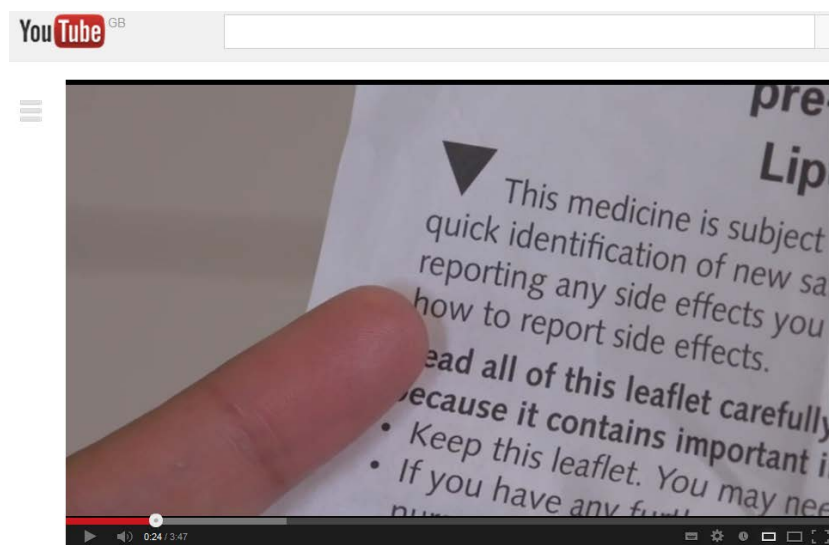 YouTube GB
pre-
Lip
This medicine is subject
quick identification of new sa
reporting any side effects you
how to report side effects.
ead all of this leaflet carefully
ecause it contains important i
• Keep this leaflet. You may nee
• If you have any
0:24 / 3:47